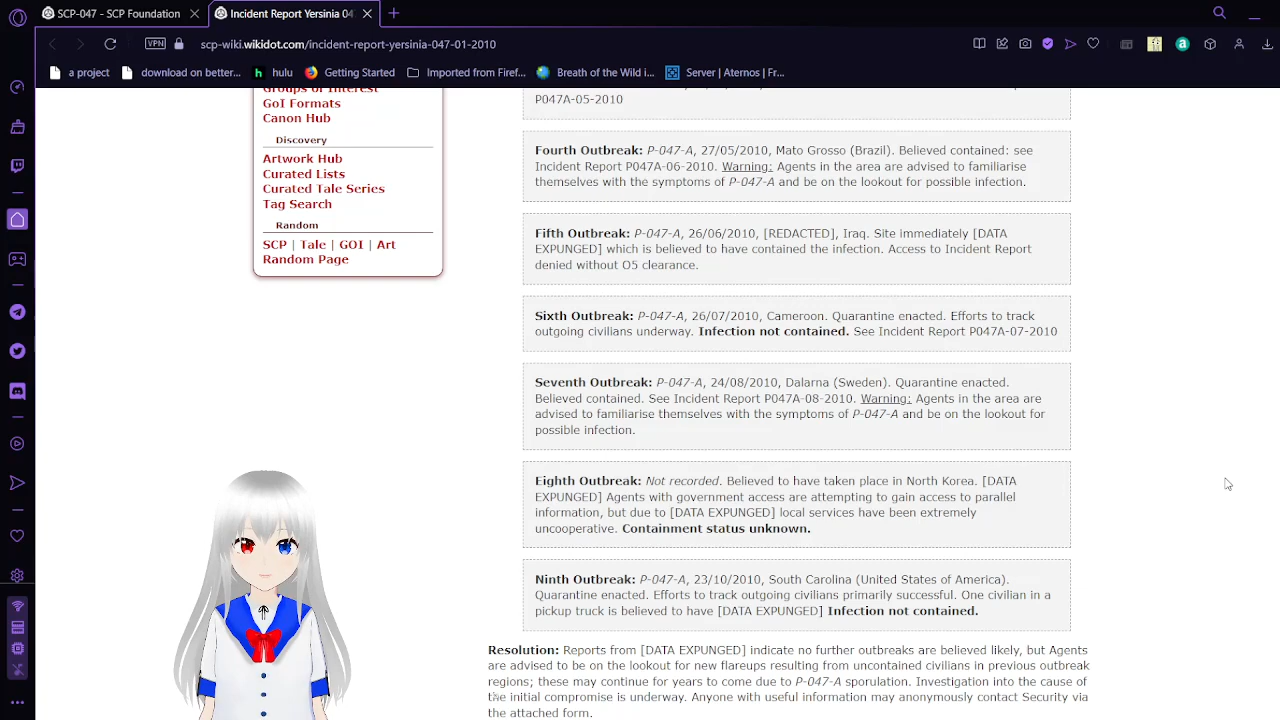 SCP-047 - SCP Foundation
Incident Report Yersinia 04
VPN
scp-wiki.wikidot.com/incident-report-yersinia-047-01-2010
a project
download on better...
hulu
Getting Started
Imported from Firef...
Breath of the Wild i...
Server | Aternos | Fr...
Groups of Interest
GoI Formats
Canon Hub
Discovery
Artwork Hub
Curated Lists
Curated Tale Series
Tag Search
Random
SCP | Tale | GOI | Art
Random Page
P047A-05-2010
Fourth Outbreak: P-047-A, 27/05/2010, Mato Grosso (Brazil). Believed contained: see
Incident Report P047A-06-2010. Warning: Agents in the area are advised to familiarise
themselves with the symptoms of P-047-A and be on the lookout for possible infection.
Fifth Outbreak: P-047-A, 26/06/2010, [REDACTED], Iraq. Site immediately [DATA
EXPUNGED] which is believed to have contained the infection. Access to Incident Report
denied without O5 clearance.
Sixth Outbreak: P-047-A, 26/07/2010, Cameroon. Quarantine enacted. Efforts to track
outgoing civilians underway. Infection not contained. See Incident Report P047A-07-2010
Seventh Outbreak: P-047-A, 24/08/2010, Dalarna (Sweden). Quarantine enacted.
Believed contained. See Incident Report P047A-08-2010. Warning: Agents in the area are
advised to familiarise themselves with the symptoms of P-047-A and be on the lookout for
possible infection.
Eighth Outbreak: Not recorded. Believed to have taken place in North Korea. [DATA
EXPUNGED] Agents with government access are attempting to gain access to parallel
information, but due to [DATA EXPUNGED] local services have been extremely
uncooperative. Containment status unknown.
Ninth Outbreak: P-047-A, 23/10/2010, South Carolina (United States of America).
Quarantine enacted. Efforts to track outgoing civilians primarily successful. One civilian in a
pickup truck is believed to have [DATA EXPUNGED] Infection not contained.
Resolution: Reports from [DATA EXPUNGED] indicate no further outbreaks are believed likely, but Agents
are advised to be on the lookout for new flareups resulting from uncontained civilians in previous outbreak
regions; these may continue for years to come due to P-047-A sporulation. Investigation into the cause of
the initial compromise is underway. Anyone with useful information may anonymously contact Security via
the attached form.